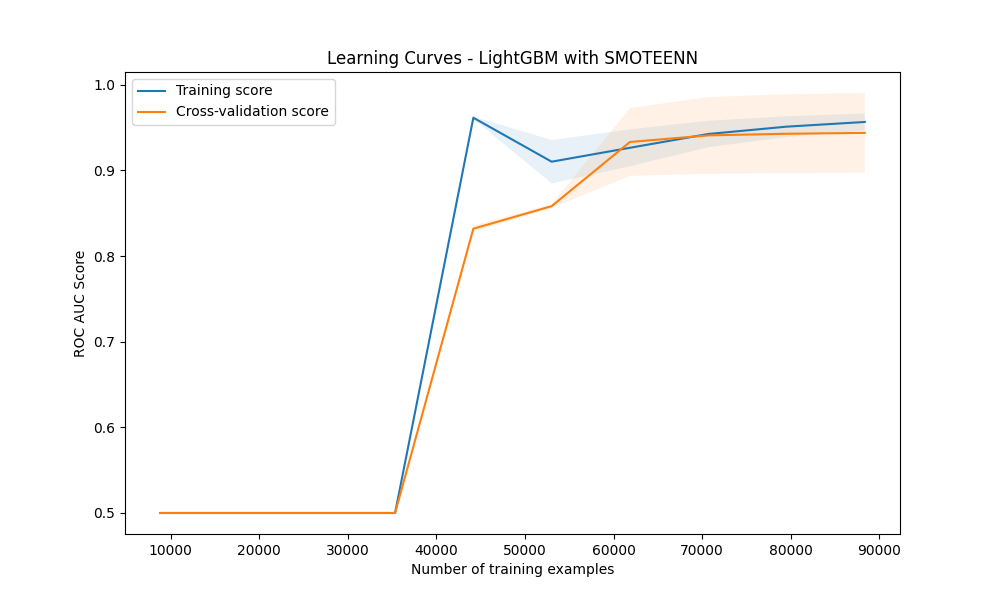 Learning Curves - LightGBM with SMOTEENN
Training score
Cross-validation score
1.0
0.9
0.8
0.7
0.6
0.5
ROC AUC Score
10000 20000 30000 40000 50000 60000 70000 80000 90000
Number of training examples